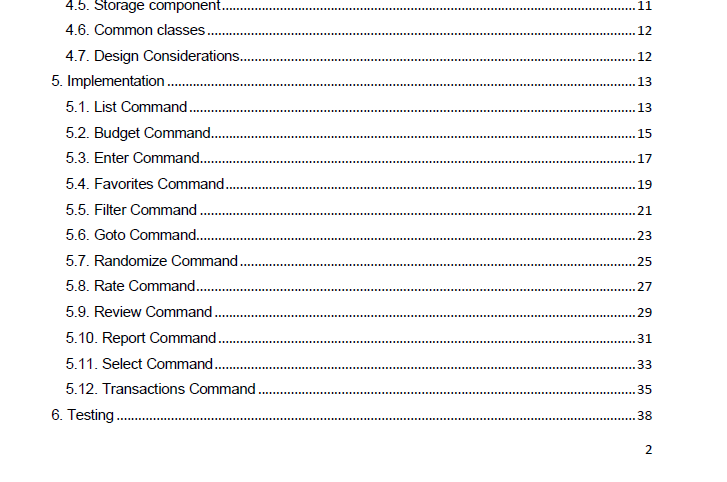 4.5. Storage component 11
4.6. Common classes 12
4.7. Design Considerations 12
5. Implementation 13
5.1. List Command 13
5.2. Budget Command 15
5.3. Enter Command 17
5.4. Favorites Command 19
5.5. Filter Command 21
5.6. Goto Command 23
5.7. Randomize Command 25
5.8. Rate Command 27
5.9. Review Command 29
5.10. Report Command 31
5.11. Select Command 33
5.12. Transactions Command 35
6. Testing 38
2